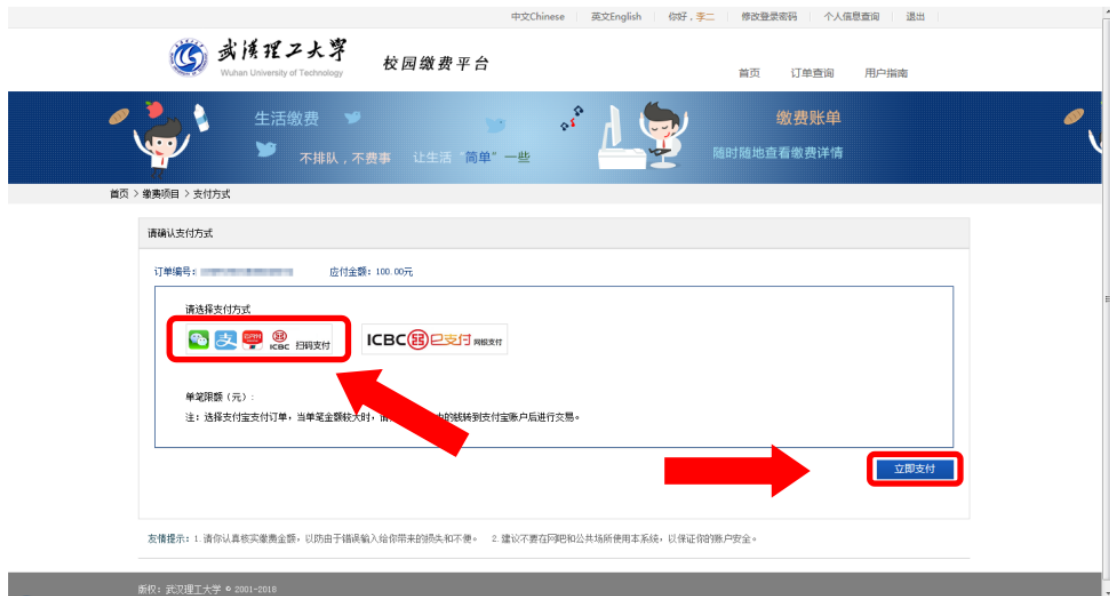 中文Chinese 英文English 你好,李二 修改登录密码 个人信息查询 退出
武汉理工大学
Wuhan University of Technology
校园缴费平台
首页 订单查询 用户指南
生活缴费
不排队,不费事 让生活“简单”一些
缴费账单
随时随地查看缴费详情
首页 > 缴费项目 > 支付方式
请确认支付方式
订单编号: 应付金额:100.00元
请选择支付方式
支 ICBC 扫码支付 ICBC e支付 网银支付
单笔限额(元):
注:选择支付宝支付订单,当单笔金额较大时,请 的钱转到支付宝账户后进行交易。
立即支付
友情提示:1.请你认真核实缴费金额,以防由于错误输入给你带来的损失和不便。 2.建议不要在网吧和公共场所使用本系统,以保证你的账户安全。
版权:武汉理工大学 © 2001-2018